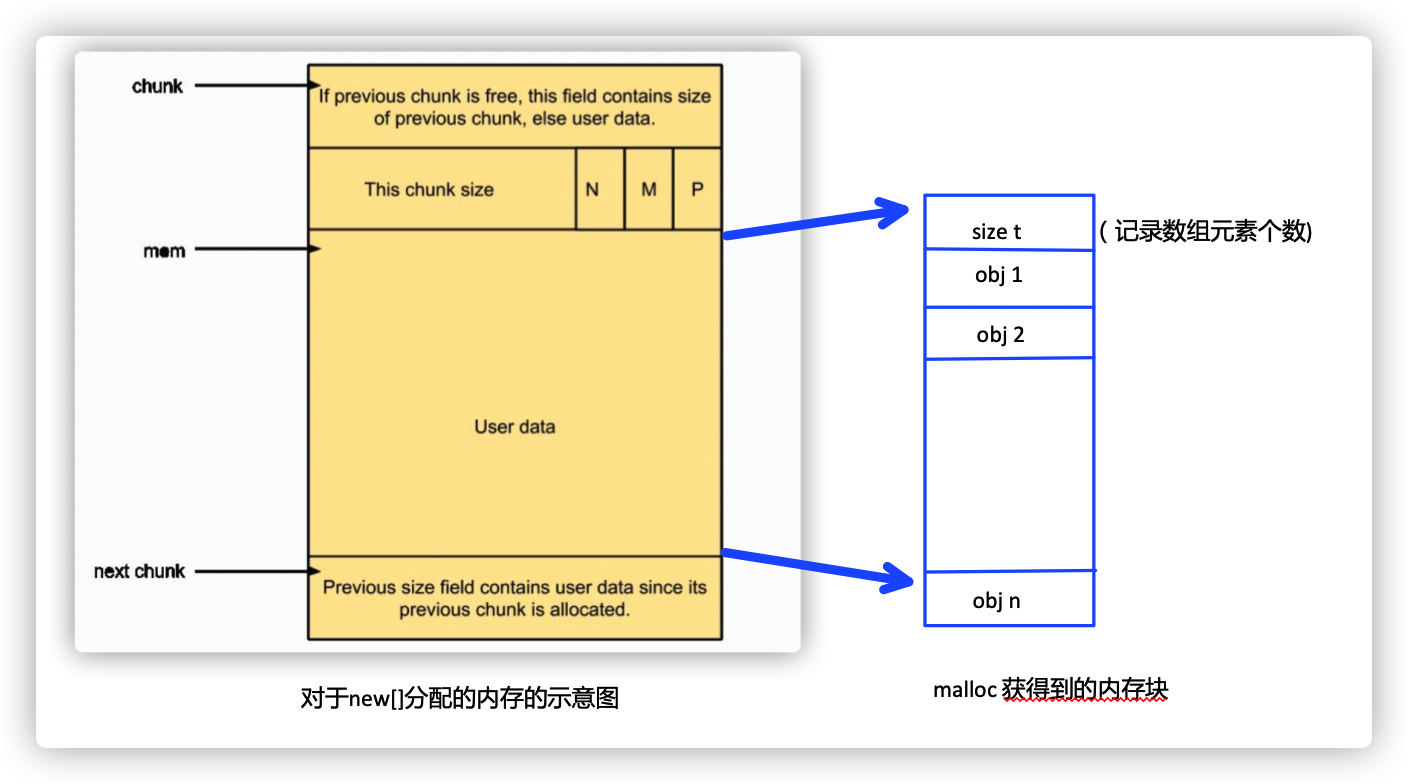 chunk
If previous chunk is free, this field contains size
of previous chunk, else user data.
This chunk size
N
M
P
mem
User data
next chunk
Previous size field contains user data since its
previous chunk is allocated.
对于new[]分配的内存的示意图
size t
( 记录数组元素个数)
obj 1
obj 2
obj n
malloc 获得到的内存块